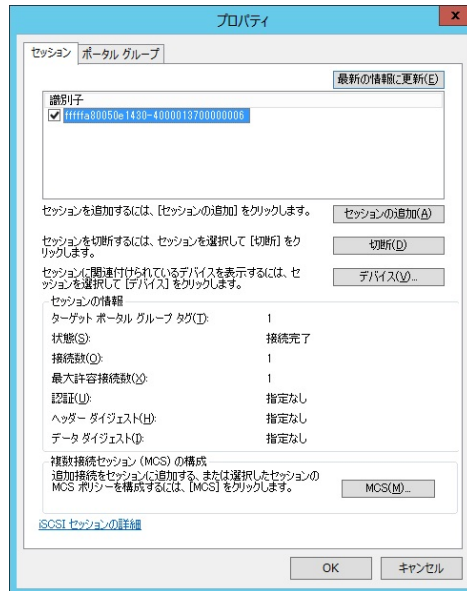 プロパティ
x
セッション ポータル グループ
最新の情報に更新(E)
識別子
fffffa80050e1430-4000013700000006
セッションを追加するには、[セッションの追加] をクリックします。
セッションの追加(A)
セッションを切断するには、セッションを選択して [切断] をク
リックします。
切断(D)
セッションに関連付けられているデバイスを表示するには、セ
ッションを選択して [デバイス] をクリックします。
デバイス(V)...
セッションの情報
ターゲット ポータル グループ タグ(T): 1
状態(S): 接続完了
接続数(O): 1
最大許容接続数(X): 1
認証(U): 指定なし
ヘッダー ダイジェスト(H): 指定なし
データ ダイジェスト(I): 指定なし
複数接続セッション (MCS) の構成
追加接続をセッションに追加する、または選択したセッションの
MCS ポリシーを構成するには、[MCS] をクリックします。
MCS(M)...
iSCSI セッションの詳細
OK キャンセル